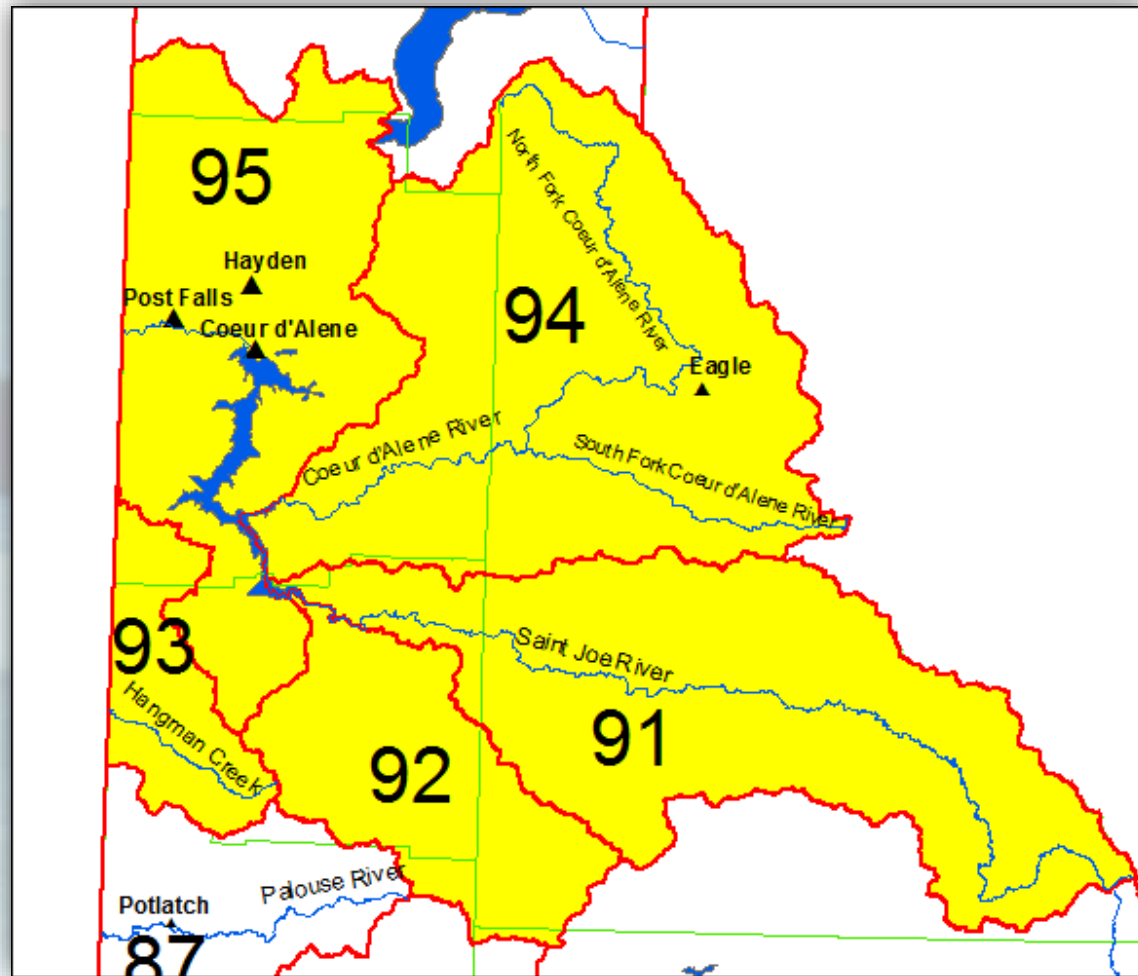 95
North Fork Coeur d'Alene River
Hayden
Post Falls
94
Coeur d'Alene
Eagle
Coeur d'Alene River
South Fork Coeur d'Alene River
93
Saint Joe River
Hangman Creek
91
92
Palouse River
Potlatch
87